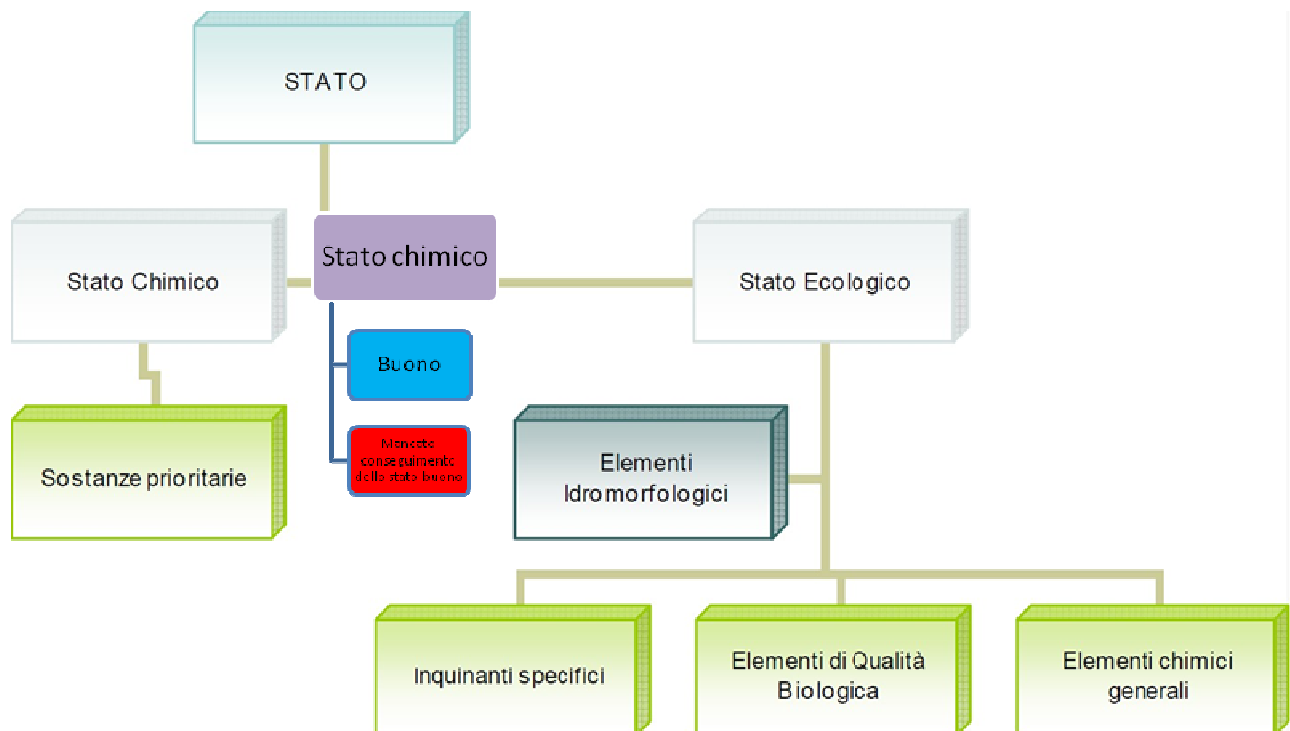 STATO
Stato Chimico
Stato chimico
Stato Ecologico
Buono
Mancato
conseguimento
dello stato buono
Sostanze prioritarie
Elementi
Idromorfologici
Inquinanti specifici
Elementi di Qualità
Biologica
Elementi chimici
generali